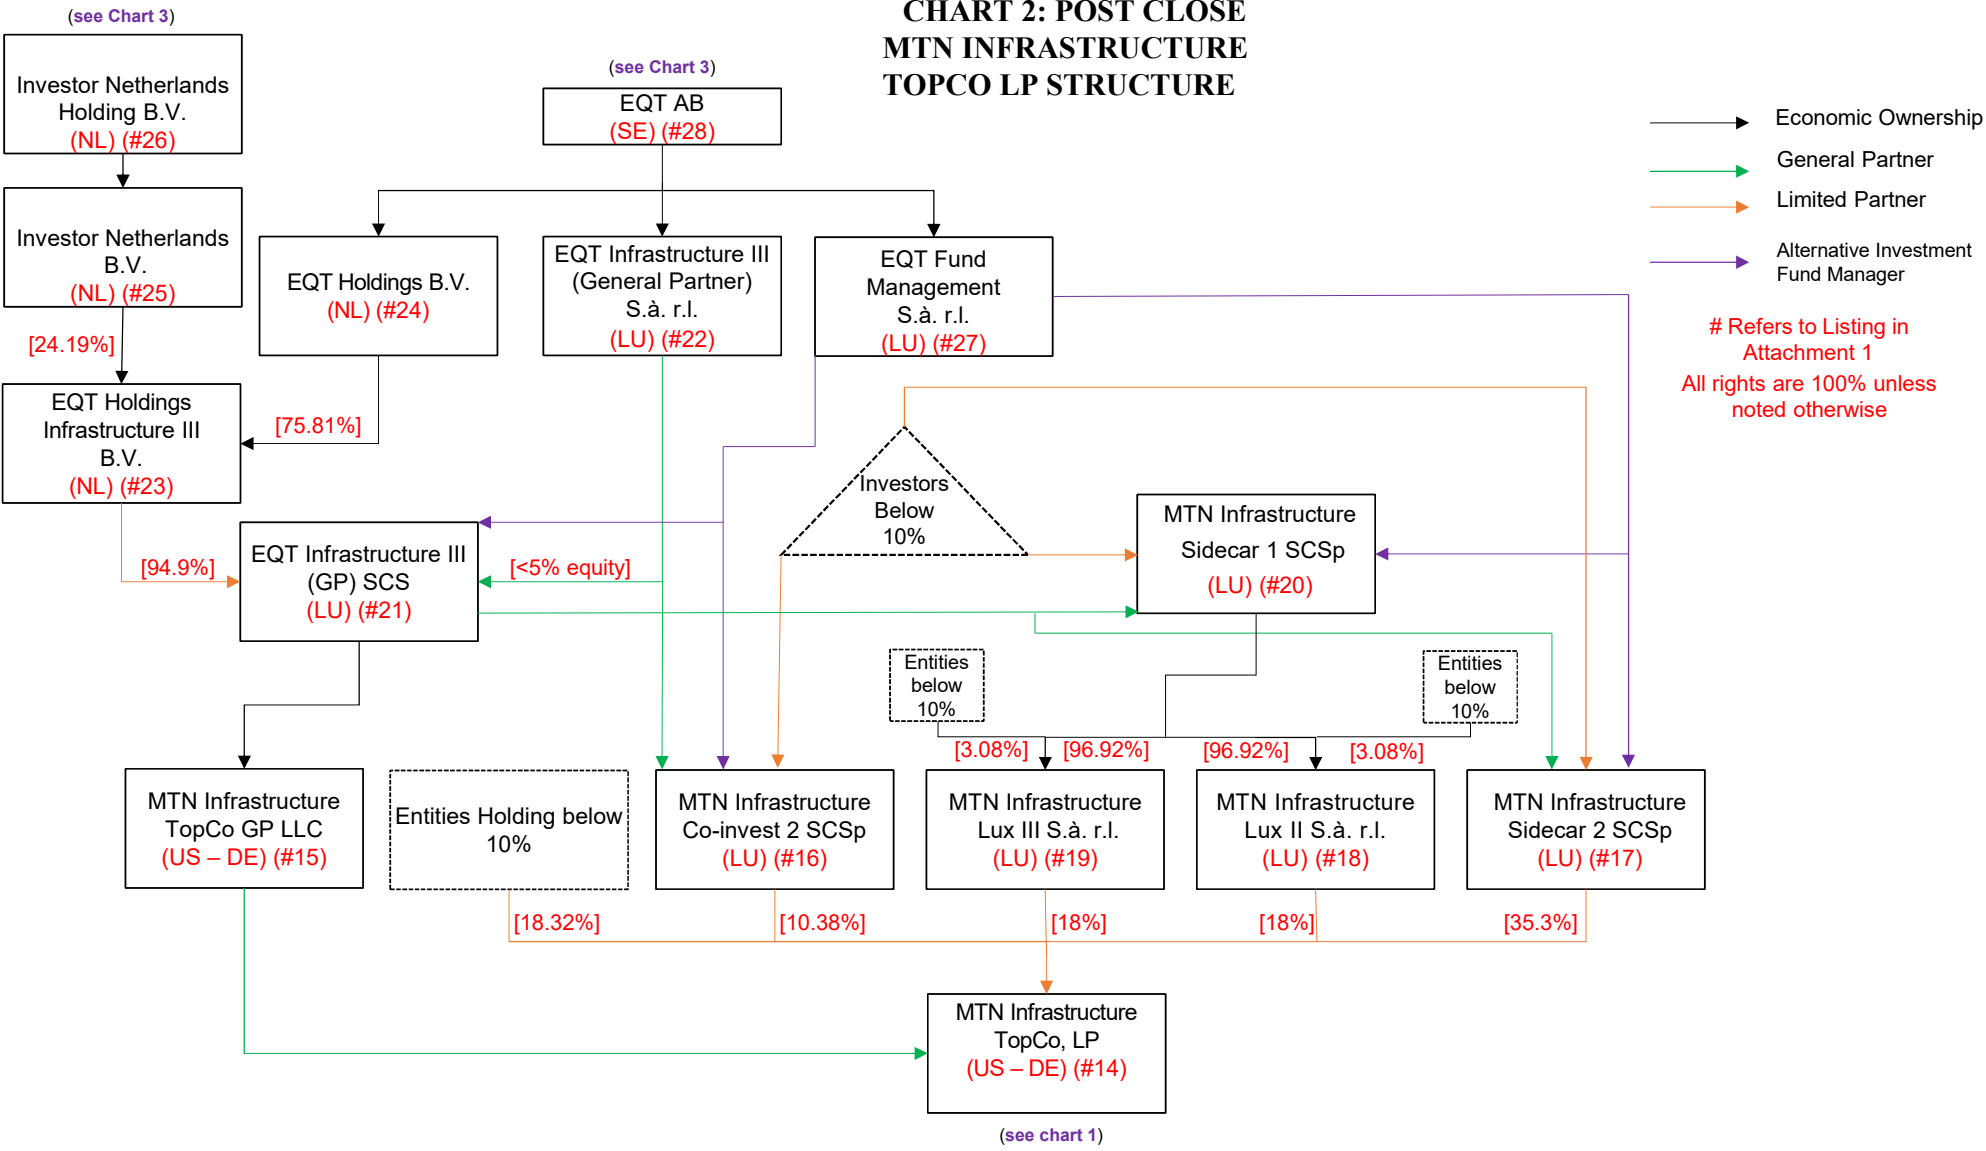 CHART 2: POST CLOSE
MTN INFRASTRUCTURE
TOPCO LP STRUCTURE
(see Chart 3)
Investor Netherlands
Holding B.V.
(NL) (#26)
(see Chart 3)
EQT AB
(SE) (#28)
Economic Ownership
General Partner
Limited Partner
Alternative Investment
Fund Manager
# Refers to Listing in
Attachment 1
All rights are 100% unless
noted otherwise
Investor Netherlands
B.V.
(NL) (#25)
EQT Holdings B.V.
(NL) (#24)
EQT Infrastructure III
(General Partner)
S.à. r.l.
(LU) (#22)
EQT Fund
Management
S.à. r.l.
(LU) (#27)
[24.19%]
EQT Holdings
Infrastructure III
B.V.
(NL) (#23)
[75.81%]
Investors
Below
10%
MTN Infrastructure
Sidecar 1 SCSp
(LU) (#20)
[94.9%]
EQT Infrastructure III
(GP) SCS
(LU) (#21)
[<5% equity]
Entities
below
10%
Entities
below
10%
[3.08%]
[96.92%]
[96.92%]
[3.08%]
MTN Infrastructure
TopCo GP LLC
(US – DE) (#15)
Entities Holding below
10%
MTN Infrastructure
Co-invest 2 SCSp
(LU) (#16)
MTN Infrastructure
Lux III S.à. r.l.
(LU) (#19)
MTN Infrastructure
Lux II S.à. r.l.
(LU) (#18)
MTN Infrastructure
Sidecar 2 SCSp
(LU) (#17)
[18.32%]
[10.38%]
[18%]
[18%]
[35.3%]
MTN Infrastructure
TopCo, LP
(US – DE) (#14)
(see chart 1)